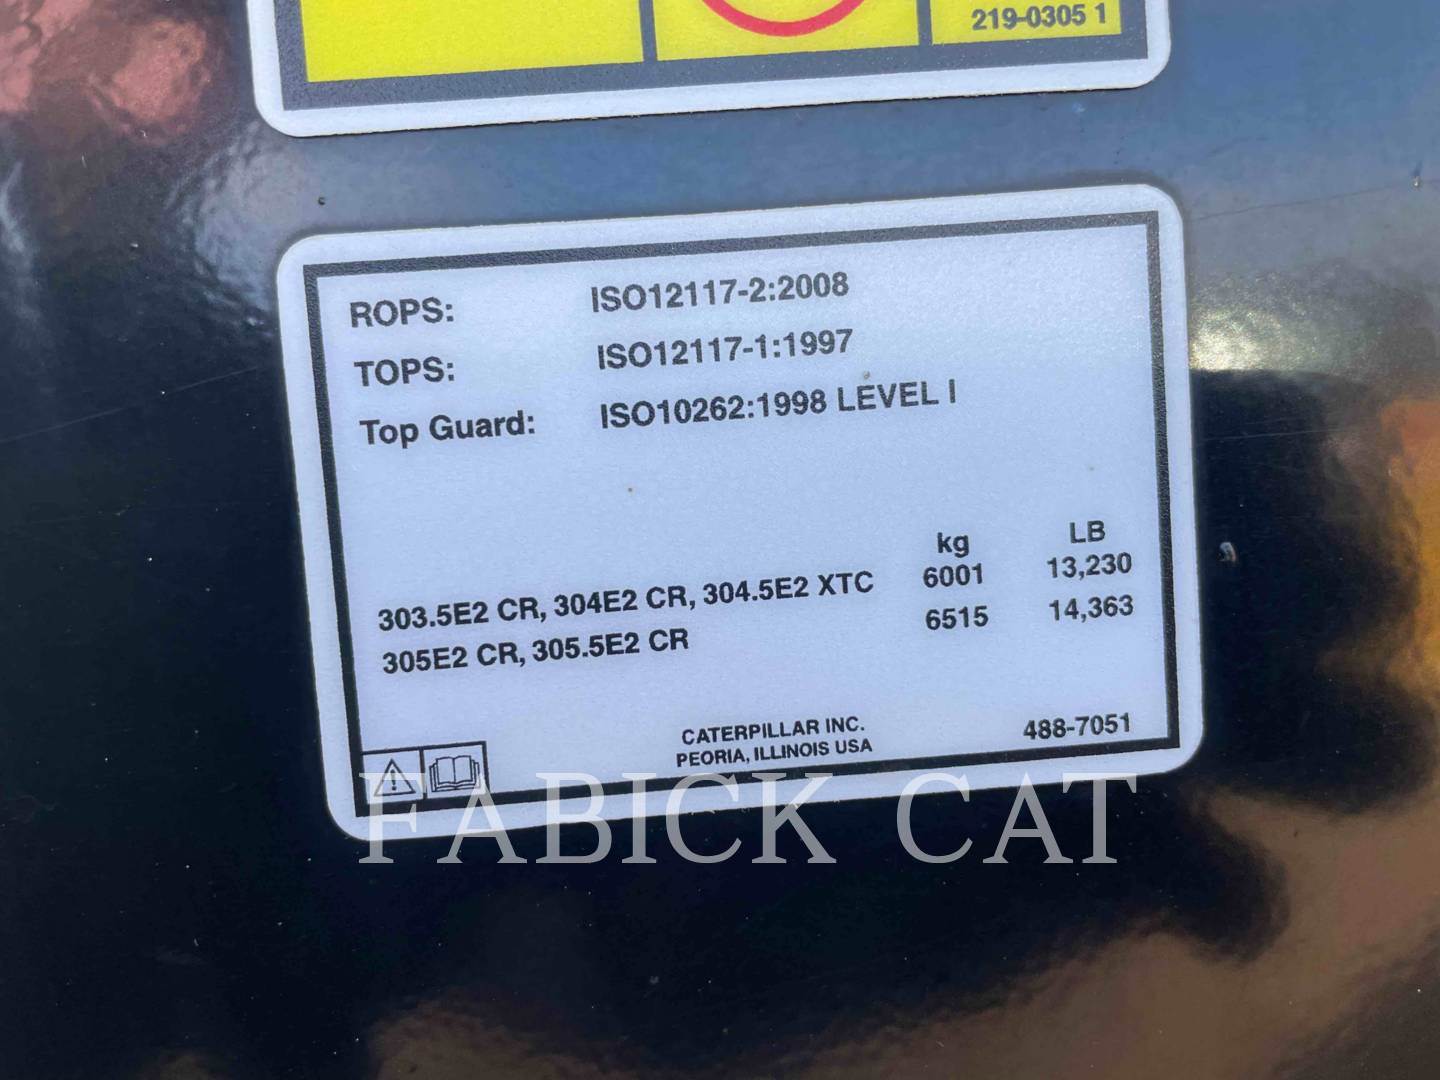 219-0305 1
ROPS: ISO12117-2:2008
TOPS: ISO12117-1:1997
Top Guard: ISO10262:1998 LEVEL I
kg LB
303.5E2 CR, 304E2 CR, 304.5E2 XTC 6001 13,230
305E2 CR, 305.5E2 CR 6515 14,363
CATERPILLAR INC.
PEORIA, ILLINOIS USA
488-7051
FABICK CAT